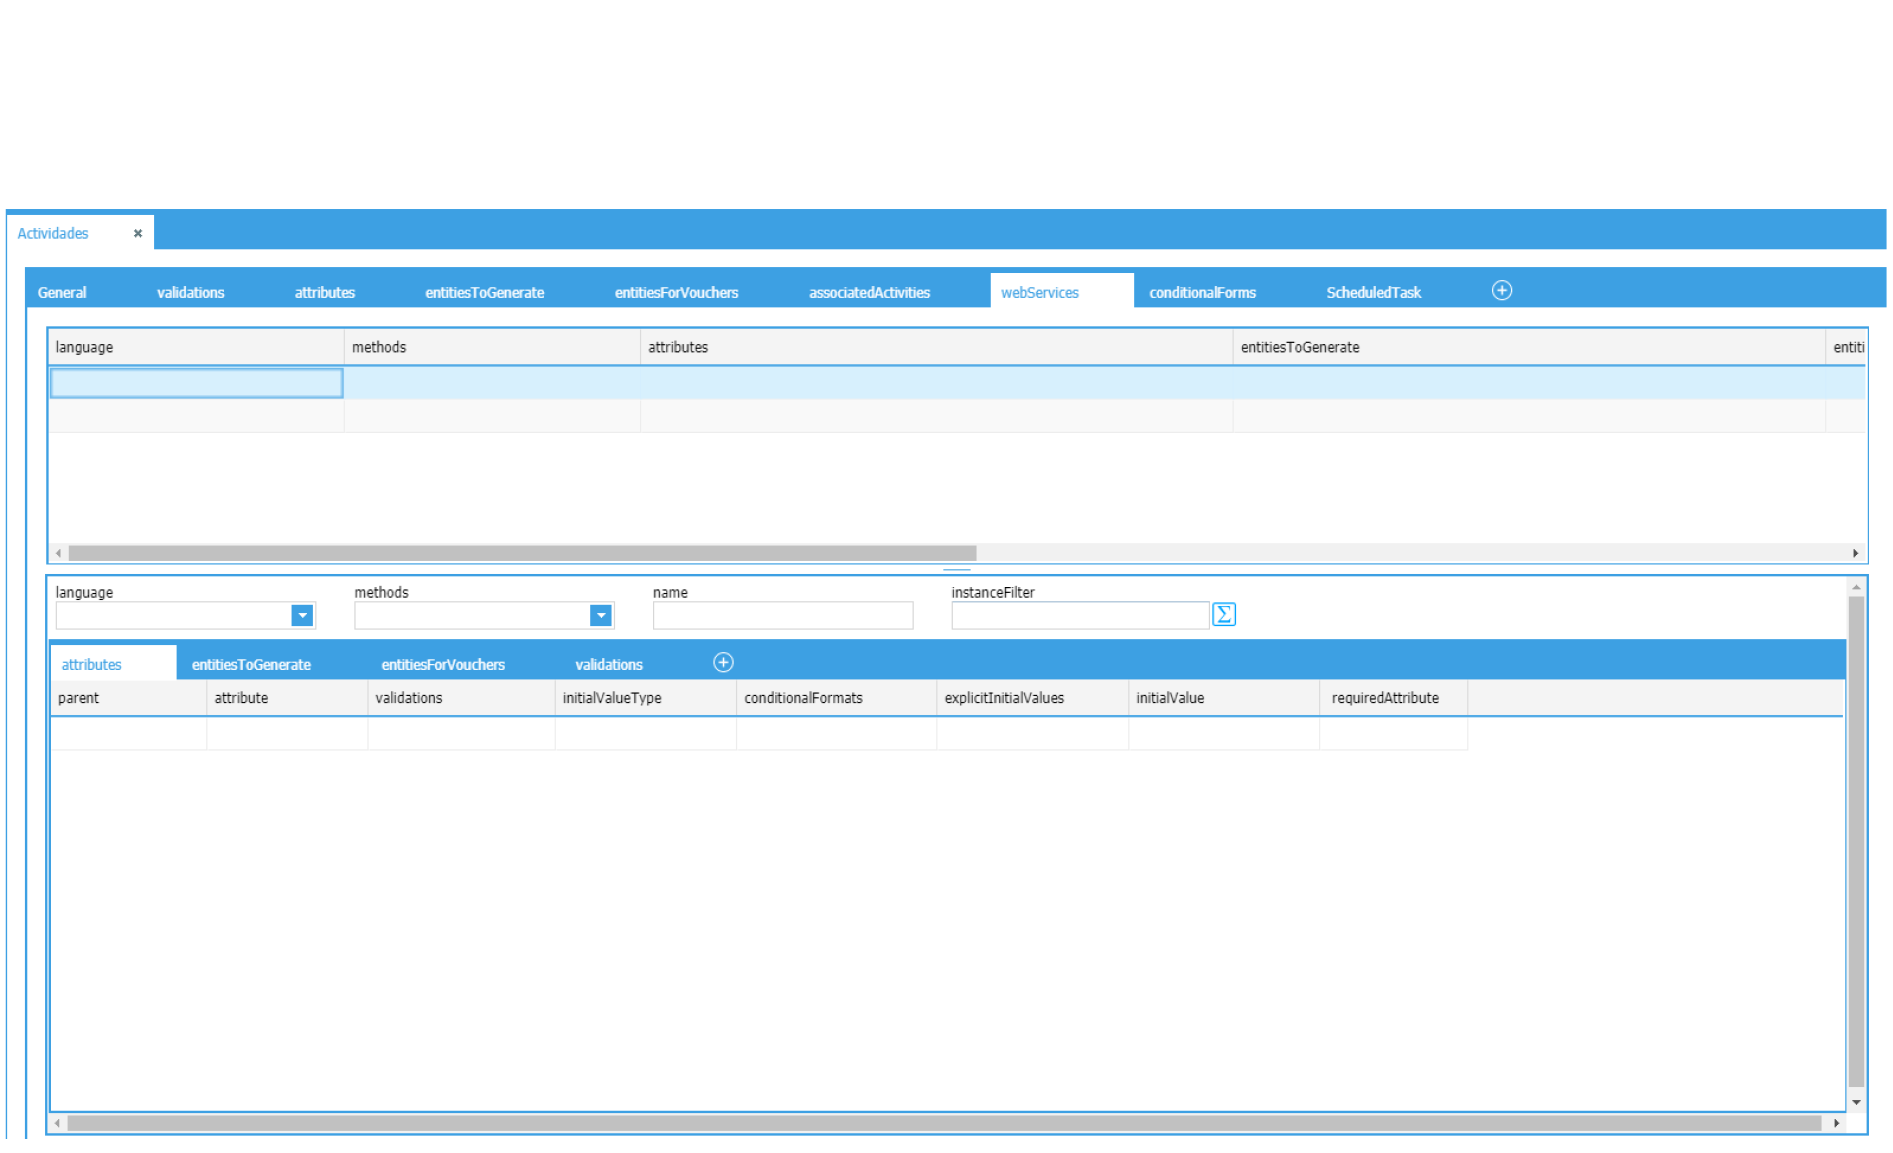 Actividades ×
General validations attributes entitiesToGenerate entitiesForVouchers associatedActivities webServices conditionalForms ScheduledTask
language methods attributes entitiesToGenerate entiti
language methods name instanceFilter
Σ
attributes entitiesToGenerate entitiesForVouchers validations
parent attribute validations initialValueType conditionalFormats explicitInitialValues initialValue requiredAttribute